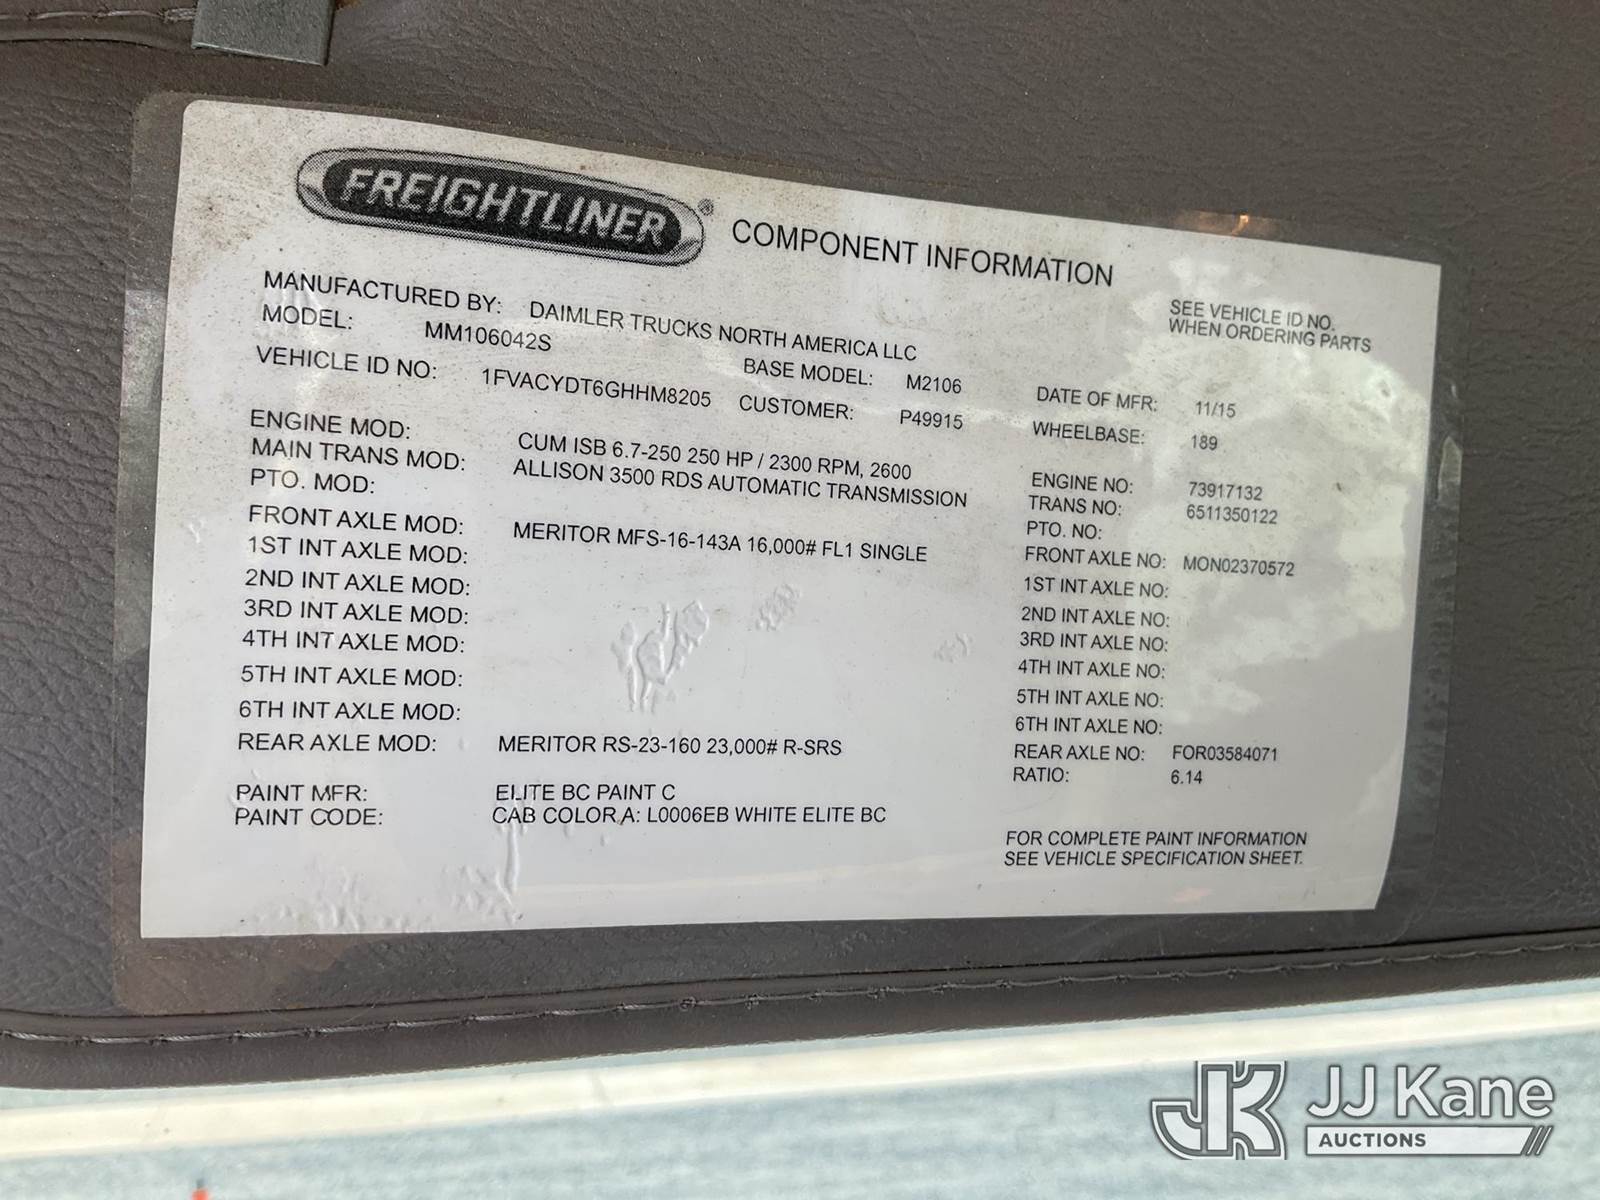 FREIGHTLINER® COMPONENT INFORMATION
SEE VEHICLE ID NO.
WHEN ORDERING PARTS
MANUFACTURED BY: DAIMLER TRUCKS NORTH AMERICA LLC
MODEL: MM106042S BASE MODEL: M2106 DATE OF MFR: 11/15
VEHICLE ID NO: 1FVACYDT6GHHM8205 CUSTOMER: P49915 WHEELBASE: 189
ENGINE MOD: CUM ISB 6.7-250 250 HP / 2300 RPM, 2600 ENGINE NO: 73917132
MAIN TRANS MOD: ALLISON 3500 RDS AUTOMATIC TRANSMISSION TRANS NO: 6511350122
PTO. MOD: PTO. NO:
FRONT AXLE MOD: MERITOR MFS-16-143A 16,000# FL1 SINGLE FRONT AXLE NO: MON02370572
1ST INT AXLE MOD: 1ST INT AXLE NO:
2ND INT AXLE MOD: 2ND INT AXLE NO:
3RD INT AXLE MOD: 3RD INT AXLE NO:
4TH INT AXLE MOD: 4TH INT AXLE NO:
5TH INT AXLE MOD: 5TH INT AXLE NO:
6TH INT AXLE MOD: 6TH INT AXLE NO:
REAR AXLE MOD: MERITOR RS-23-160 23,000# R-SRS REAR AXLE NO: FOR03584071
RATIO: 6.14
PAINT MFR: ELITE BC PAINT C
PAINT CODE: CAB COLOR A: L0006EB WHITE ELITE BC
FOR COMPLETE PAINT INFORMATION
SEE VEHICLE SPECIFICATION SHEET.
JK JJ Kane
AUCTIONS